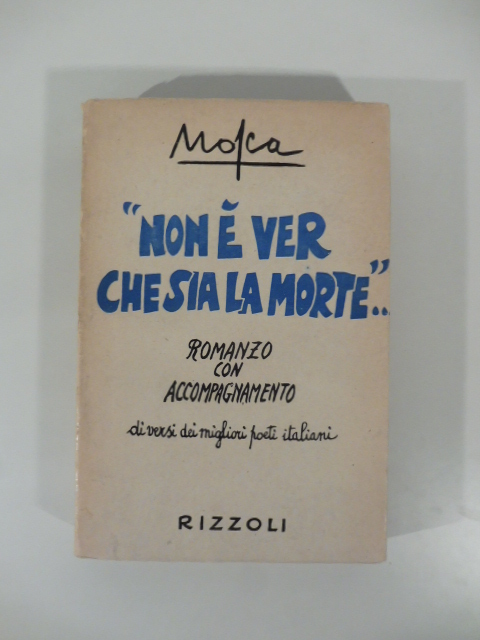 Mosca
"NON È VER
CHE SIA LA MORTE"...
ROMANZO
CON
ACCOMPAGNAMENTO
di versi dei migliori poeti italiani
RIZZOLI